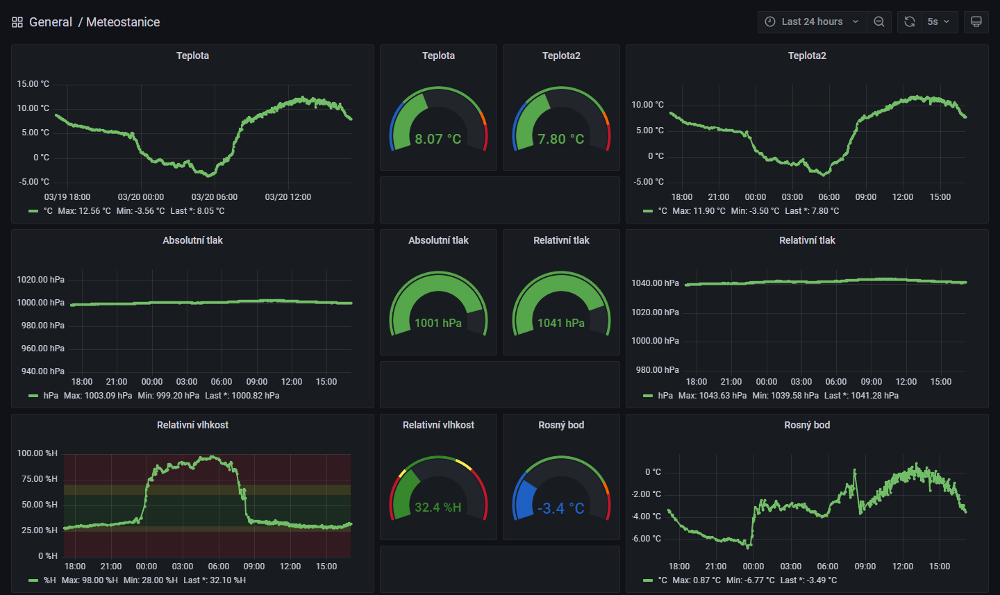 General / Meteostanice
Last 24 hours
5s
Teplota
15.00 °C
10.00 °C
5.00 °C
0 °C
-5.00 °C
03/19 18:00 03/20 00:00 03/20 06:00 03/20 12:00
°C Max: 12.56 °C Min: -3.56 °C Last *: 8.05 °C
Teplota
8.07 °C
Teplota2
7.80 °C
Teplota2
10.00 °C
5.00 °C
0 °C
-5.00 °C
18:00 21:00 00:00 03:00 06:00 09:00 12:00 15:00
°C Max: 11.90 °C Min: -3.50 °C Last *: 7.80 °C
Absolutní tlak
1020.00 hPa
1000.00 hPa
980.00 hPa
960.00 hPa
940.00 hPa
18:00 21:00 00:00 03:00 06:00 09:00 12:00 15:00
hPa Max: 1003.09 hPa Min: 999.20 hPa Last *: 1000.82 hPa
Absolutní tlak
1001 hPa
Relativní tlak
1041 hPa
Relativní tlak
1040.00 hPa
1020.00 hPa
1000.00 hPa
980.00 hPa
18:00 21:00 00:00 03:00 06:00 09:00 12:00 15:00
hPa Max: 1043.63 hPa Min: 1039.58 hPa Last *: 1041.28 hPa
Relativní vlhkost
100.00 %H
75.00 %H
50.00 %H
25.00 %H
0 %H
18:00 21:00 00:00 03:00 06:00 09:00 12:00 15:00
%H Max: 98.00 %H Min: 28.00 %H Last *: 32.10 %H
Relativní vlhkost
32.4 %H
Rosný bod
-3.4 °C
Rosný bod
0 °C
-2.00 °C
-4.00 °C
-6.00 °C
18:00 21:00 00:00 03:00 06:00 09:00 12:00 15:00
°C Max: 0.87 °C Min: -6.77 °C Last *: -3.49 °C